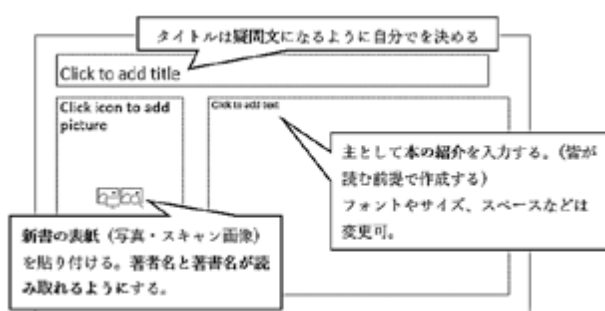 タイトルは疑問文になるように自分でを決める
Click to add title
Click icon to add
picture
Click to add text
主として本の紹介を入力する。(皆が
読む前提で作成する)
フォントやサイズ、スペースなどは
変更可。
新書の表紙（写真・スキャン画像）
を貼り付ける。著者名と著書名が読
み取れるようにする。